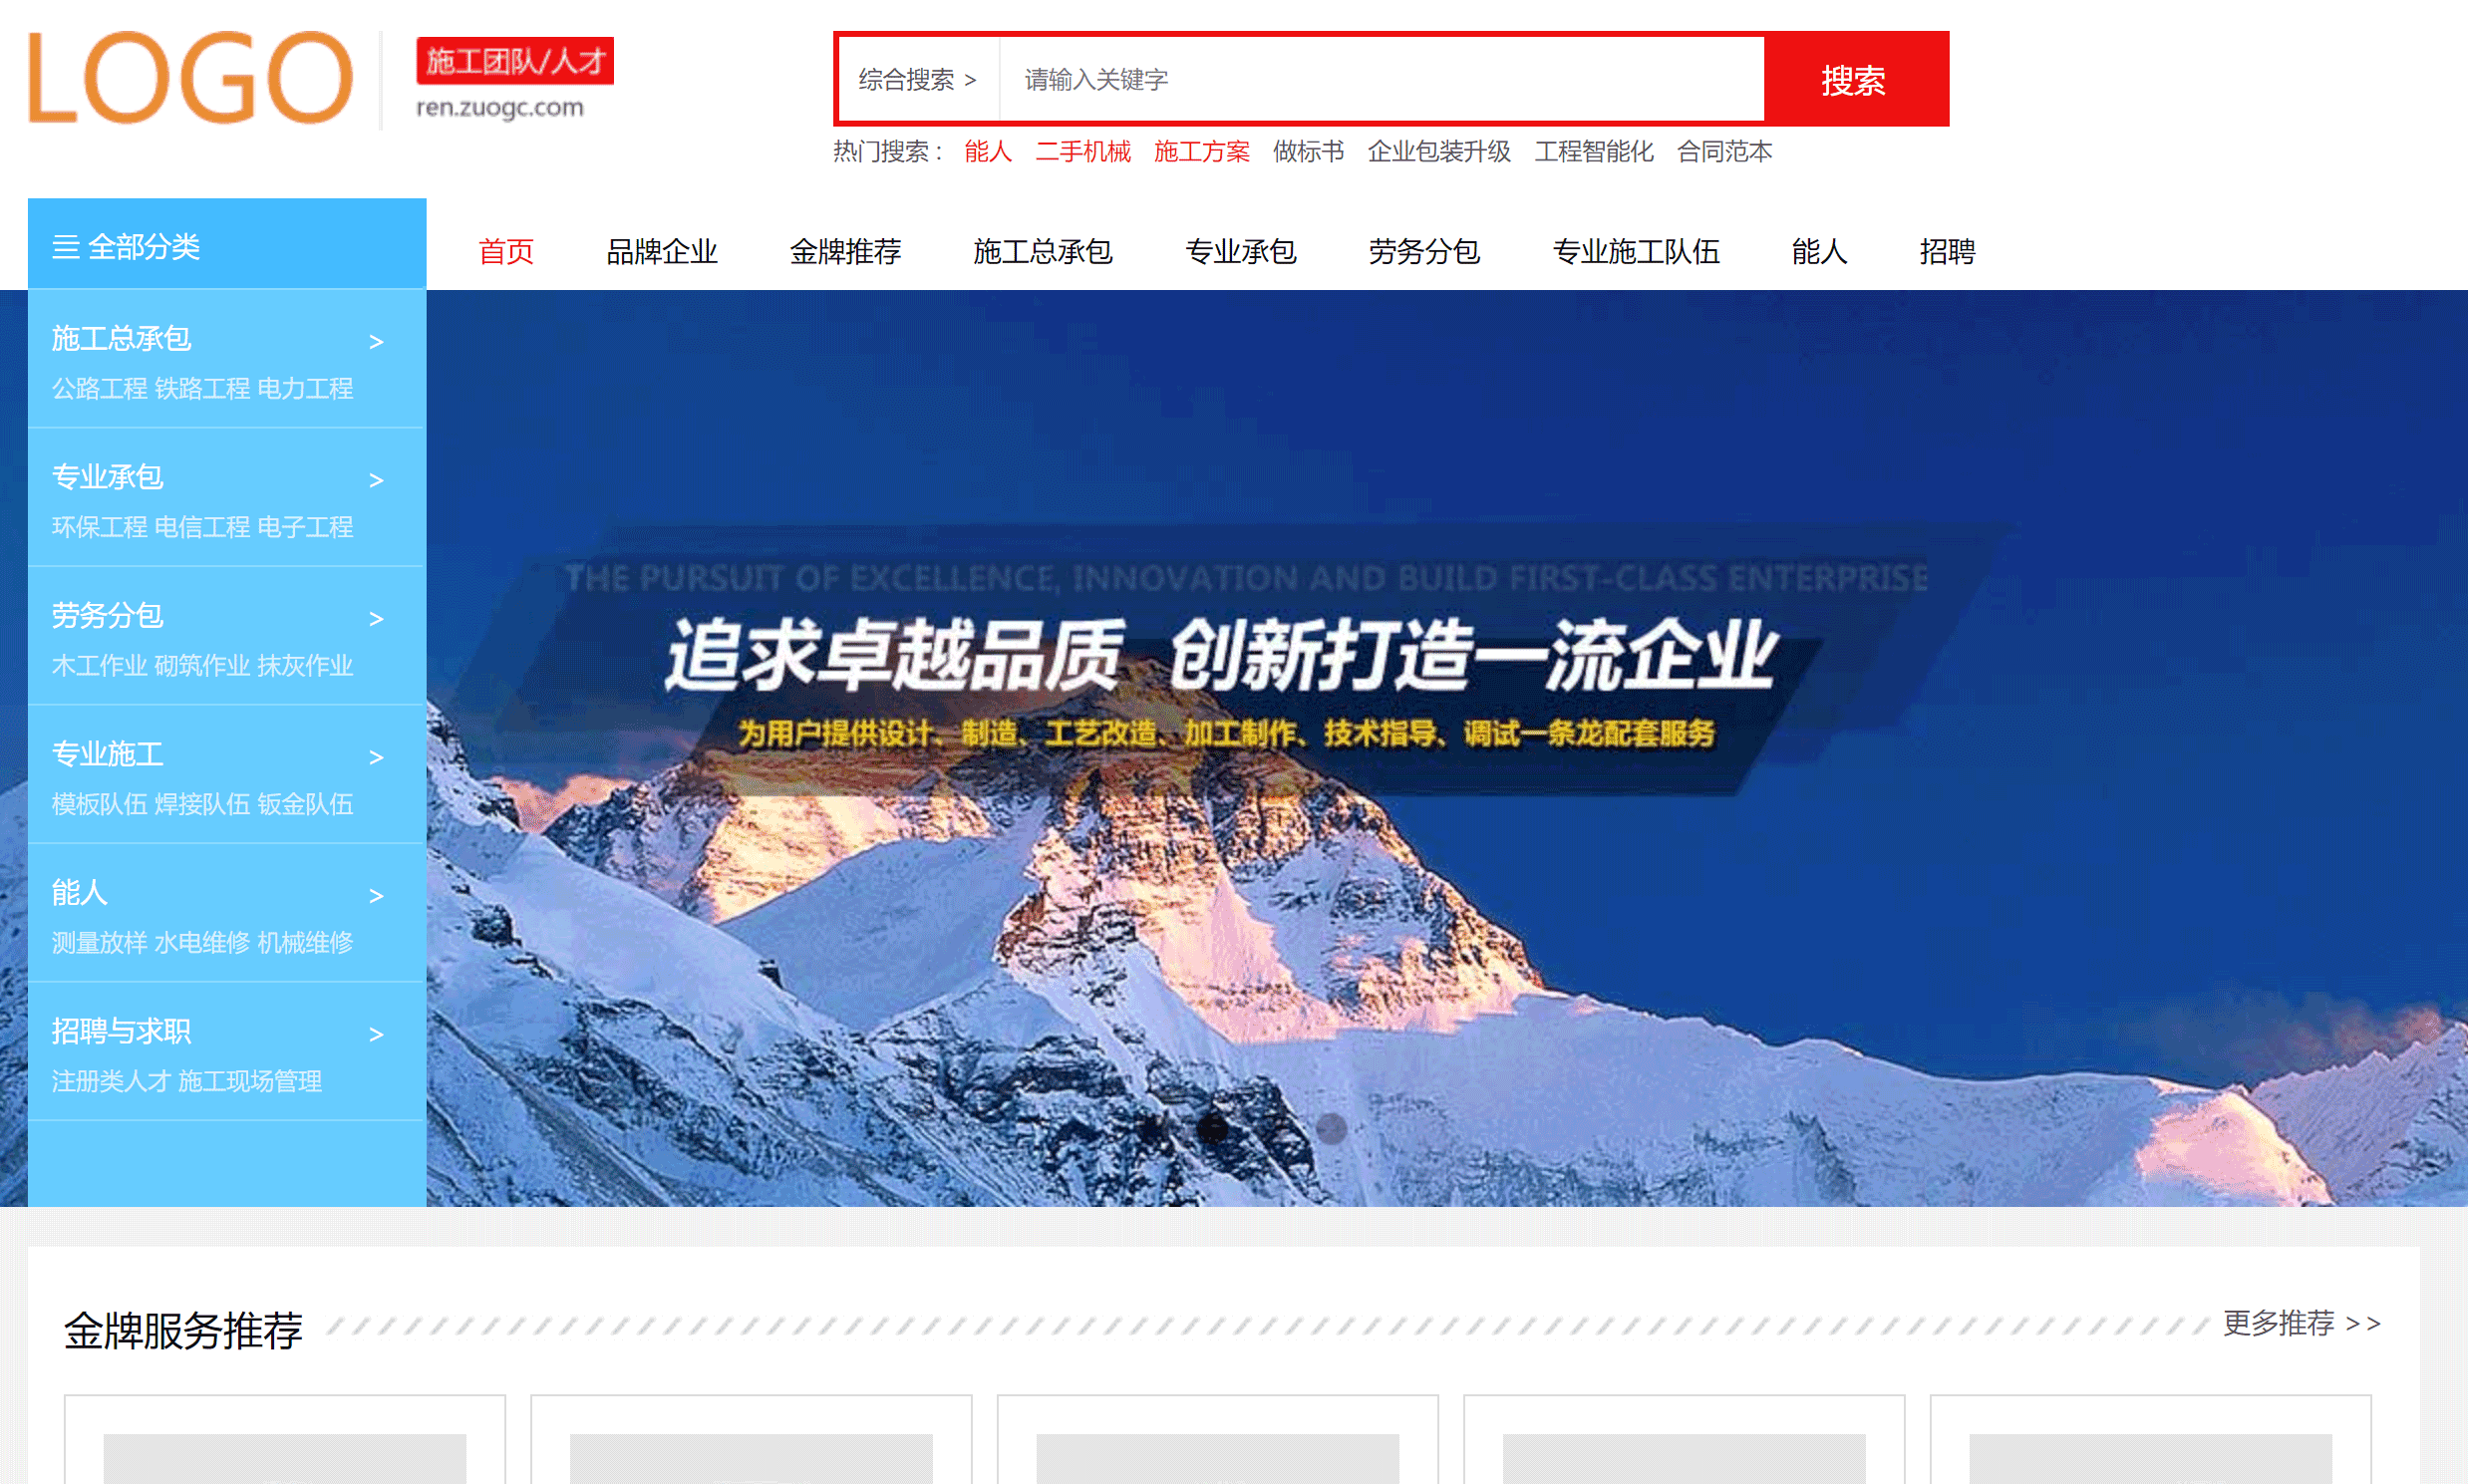 LOGO
施工团队/人才
ren.zuogc.com
综合搜索 >
请输入关键字
搜索
热门搜索： 能人 二手机械 施工方案 做标书 企业包装升级 工程智能化 合同范本
全部分类
首页 品牌企业 金牌推荐 施工总承包 专业承包 劳务分包 专业施工队伍 能人 招聘
施工总承包 >
公路工程 铁路工程 电力工程
专业承包 >
环保工程 电信工程 电子工程
劳务分包 >
木工作业 砌筑作业 抹灰作业
专业施工 >
模板队伍 焊接队伍 钣金队伍
能人 >
测量放样 水电维修 机械维修
招聘与求职 >
注册类人才 施工现场管理
THE PURSUIT OF EXCELLENCE, INNOVATION AND BUILD FIRST-CLASS ENTERPRISE
追求卓越品质 创新打造一流企业
为用户提供设计、制造、工艺改造、加工制作、技术指导、调试一条龙配套服务
金牌服务推荐
更多推荐 >>